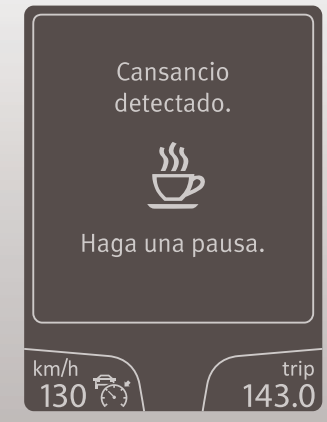 Cansancio
detectado.
Haga una pausa.
km/h
130
trip
143.0